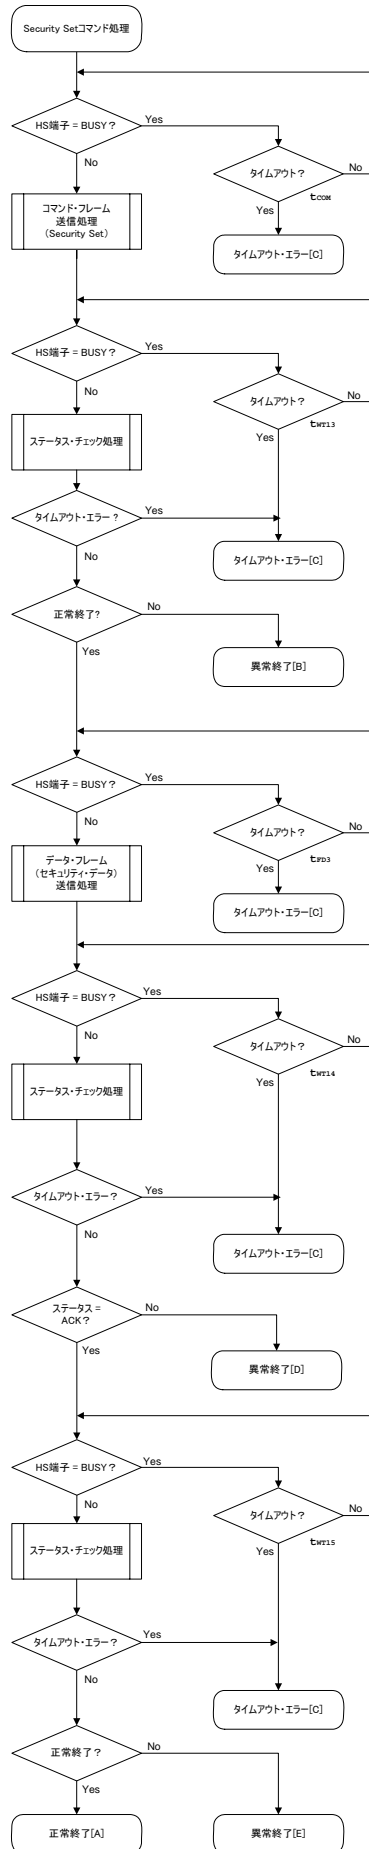 Security Setコマンド処理
HS端子 = BUSY？
Yes
No
タイムアウト？
No
tCOM
Yes
コマンド・フレーム
送信処理
(Security Set)
タイムアウト・エラー[C]
HS端子 = BUSY？
Yes
No
タイムアウト？
No
tWT13
Yes
ステータス・チェック処理
タイムアウト・エラー？
Yes
No
タイムアウト・エラー[C]
正常終了?
No
Yes
異常終了[B]
HS端子 = BUSY？
Yes
No
タイムアウト？
No
tFD3
Yes
データ・フレーム
(セキュリティ・データ)
送信処理
タイムアウト・エラー[C]
HS端子 = BUSY？
Yes
No
タイムアウト？
No
tWT14
Yes
ステータス・チェック処理
タイムアウト・エラー？
Yes
No
タイムアウト・エラー[C]
ステータス =
ACK？
No
Yes
異常終了[D]
HS端子 = BUSY？
Yes
No
タイムアウト？
No
tWT15
Yes
ステータス・チェック処理
タイムアウト・エラー？
Yes
No
タイムアウト・エラー[C]
正常終了？
No
Yes
正常終了[A]
異常終了[E]